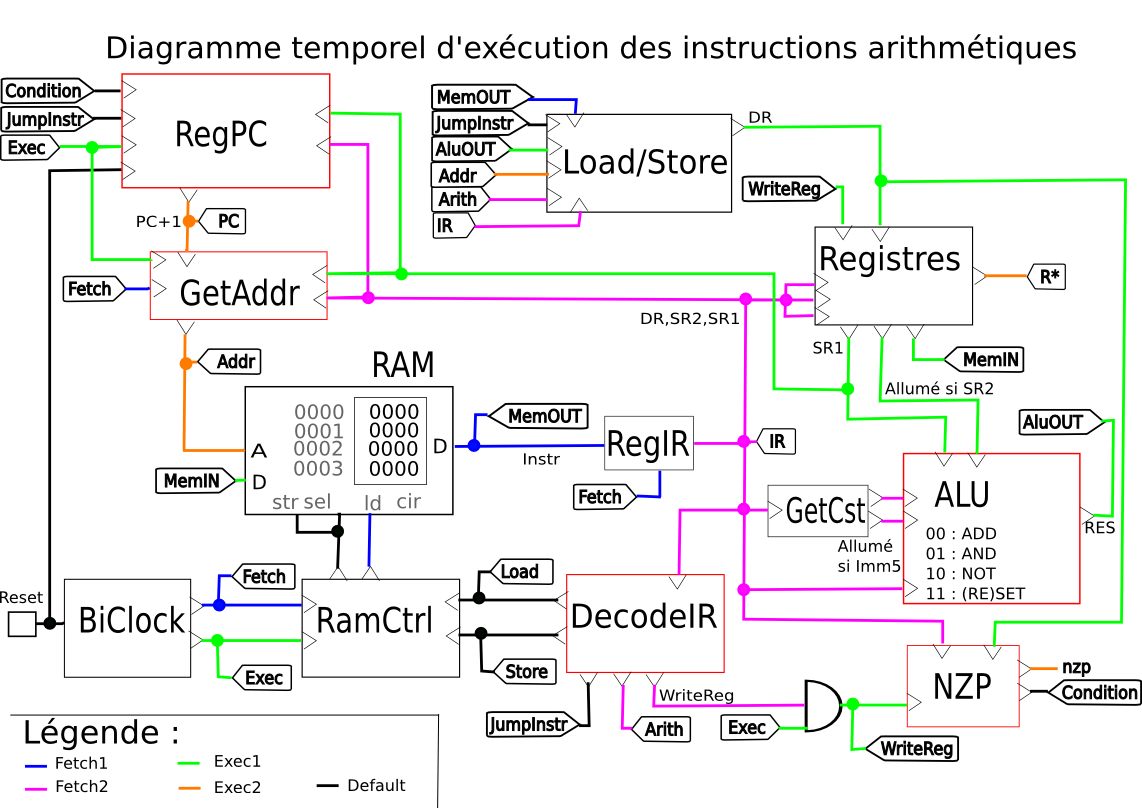 Diagramme temporel d'exécution des instructions arithmétiques
Condition
JumpInstr
Exec
RegPC
PC+1
PC
Fetch
GetAddr
Addr
MemOUT
JumpInstr
AluOUT
Addr
Arith
IR
Load/Store
DR
WriteReg
Registres
R*
DR,SR2,SR1
SR1
MemIN
Allumé si SR2
RAM
0000 0000
0001 0000
0002 0000
0003 0000
A
D
D
str sel ld cir
MemIN
MemOUT
Instr
RegIR
Fetch
IR
AluOUT
GetCst
Allumé
si Imm5
ALU
00 : ADD
01 : AND
10 : NOT
11 : (RE)SET
RES
Reset
BiClock
Fetch
Exec
RamCtrl
Load
Store
DecodeIR
JumpInstr
Arith
WriteReg
Exec
WriteReg
NZP
nzp
Condition
Légende :
Fetch1
Fetch2
Exec1
Exec2
Default